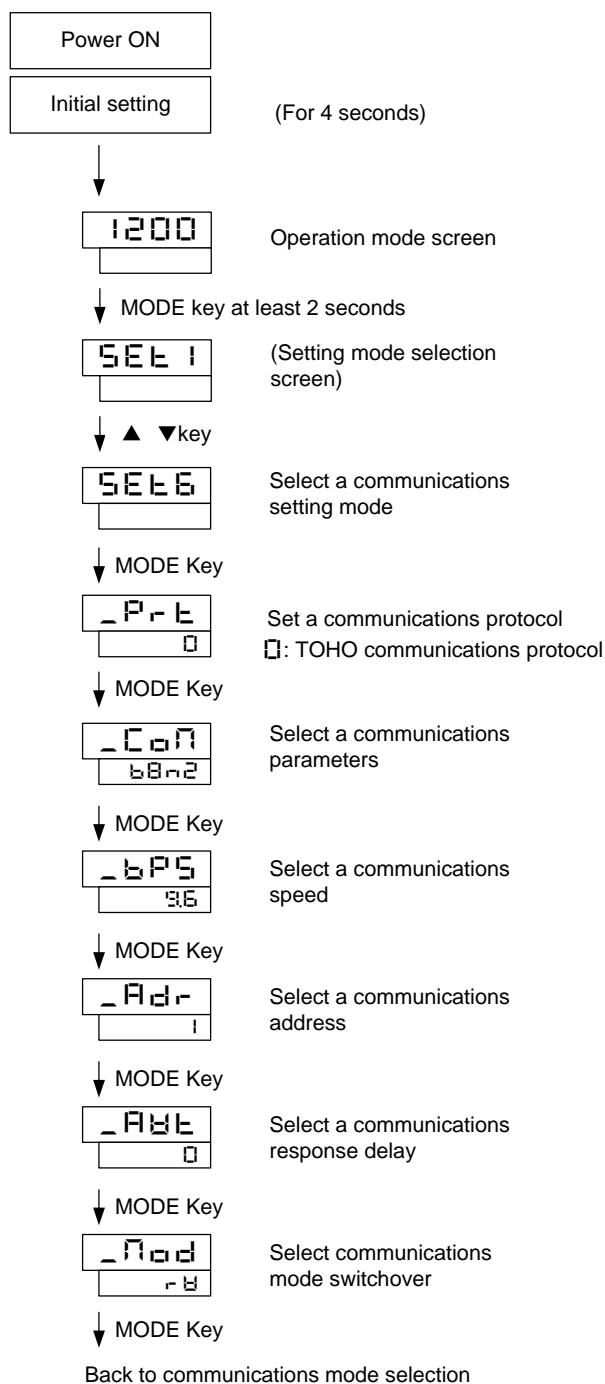 Power ON
Initial setting
(For 4 seconds)
1200
Operation mode screen
MODE key at least 2 seconds
SEt 1
(Setting mode selection
screen)
▲ ▼key
SEt6
Select a communications
setting mode
MODE Key
_Prt
0
Set a communications protocol
0: TOHO communications protocol
MODE Key
_CoM
b8n2
Select a communications
parameters
MODE Key
_bPS
9.6
Select a communications
speed
MODE Key
_Adr
1
Select a communications
address
MODE Key
_AWt
0
Select a communications
response delay
MODE Key
_Mod
rW
Select communications
mode switchover
MODE Key
Back to communications mode selection